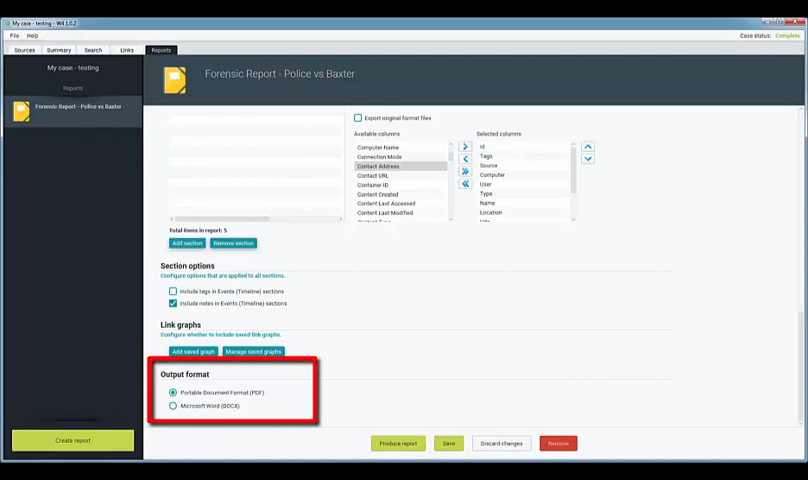 My case - testing - W4 1.0.2
File Help
Case status: Complete
Sources Summary Search Links Reports
My case - testing
Reports
Forensic Report - Police vs Baxter
Forensic Report - Police vs Baxter
Export original format files
Available columns
Selected columns
Computer Name
Connection Mode
Contact Address
Contact URL
Container ID
Content Created
Content Last Accessed
Content Last Modified
Id
Tags
Source
Computer
User
Type
Name
Location
Total items in report: 5
Add section Remove section
Section options
Configure options that are applied to all sections.
Include tags in Events (Timeline) sections
Include notes in Events (Timeline) sections
Link graphs
Configure whether to include saved link graphs.
Add saved graph Manage saved graphs
Output format
Portable Document Format (PDF)
Microsoft Word (DOCX)
Create report
Produce report Save Discard changes Remove